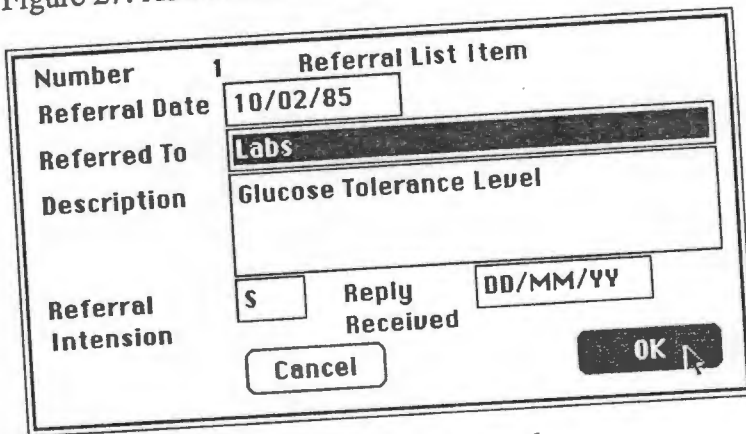 Figure 27.
Number 1 Referral List Item
Referral Date 10/02/85
Referred To Labs
Description Glucose Tolerance Level
Referral Intension S Reply Received DD/MM/YY
Cancel OK